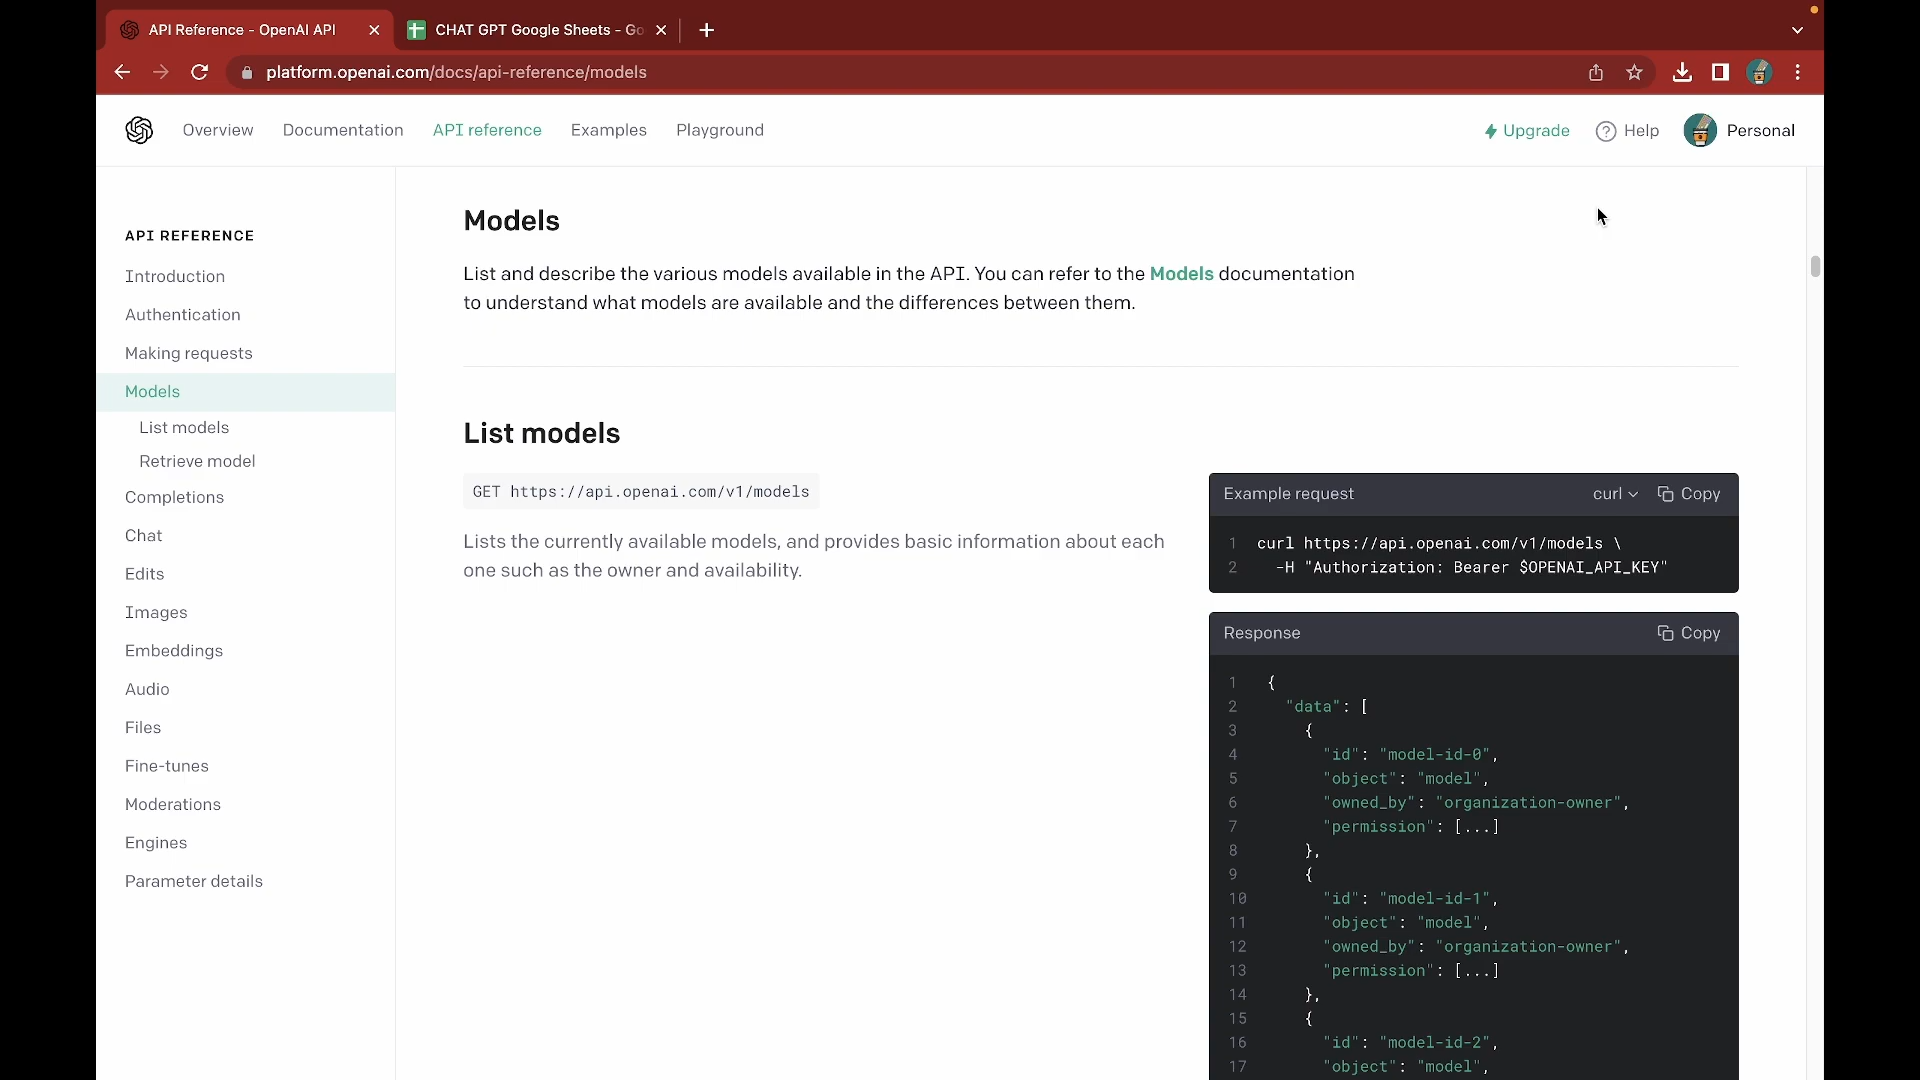 API Reference - OpenAI API
CHAT GPT Google Sheets - Go
platform.openai.com/docs/api-reference/models
Overview
Documentation
API reference
Examples
Playground
Upgrade
Help
Personal
API REFERENCE
Introduction
Authentication
Making requests
Models
List models
Retrieve model
Completions
Chat
Edits
Images
Embeddings
Audio
Files
Fine-tunes
Moderations
Engines
Parameter details
Models
List and describe the various models available in the API. You can refer to the Models documentation
to understand what models are available and the differences between them.
List models
GET https://api.openai.com/v1/models
Lists the currently available models, and provides basic information about each
one such as the owner and availability.
Example request
curl
Copy
1 curl https://api.openai.com/v1/models \
2 -H "Authorization: Bearer $OPENAI_API_KEY"
Response
Copy
1 {
2 "data": [
3 {
4 "id": "model-id-0",
5 "object": "model",
6 "owned_by": "organization-owner",
7 "permission": [...]
8 },
9 {
10 "id": "model-id-1",
11 "object": "model",
12 "owned_by": "organization-owner",
13 "permission": [...]
14 },
15 {
16 "id": "model-id-2",
17 "object": "model",